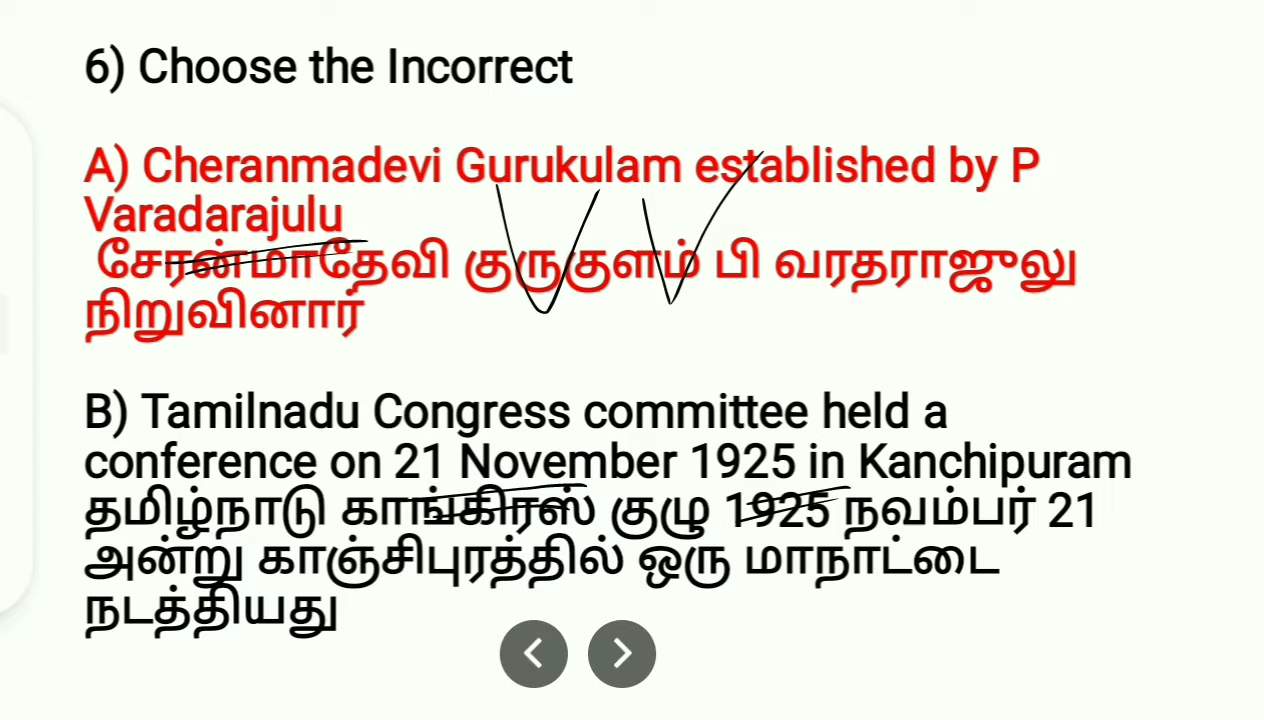 6) Choose the Incorrect
A) Cheranmadevi Gurukulam established by P
Varadarajulu
சேரன்மாதேவி குருகுளம் பி வரதராஜுலு
நிறுவினார்
B) Tamilnadu Congress committee held a
conference on 21 November 1925 in Kanchipuram
தமிழ்நாடு காங்கிரஸ் குழு 1925 நவம்பர் 21
அன்று காஞ்சிபுரத்தில் ஒரு மாநாட்டை
நடத்தியது